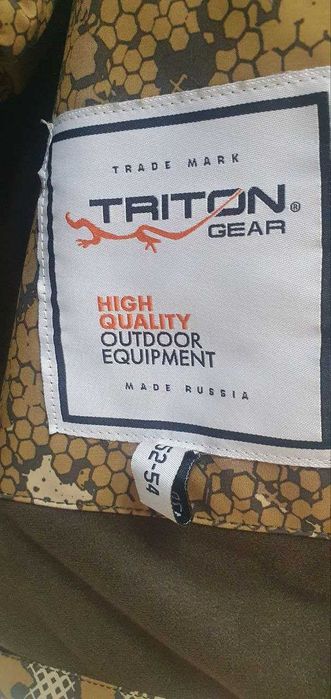 TRADE MARK
TRITON®
GEAR
HIGH
QUALITY
OUTDOOR
EQUIPMENT
MADE RUSSIA
52-54